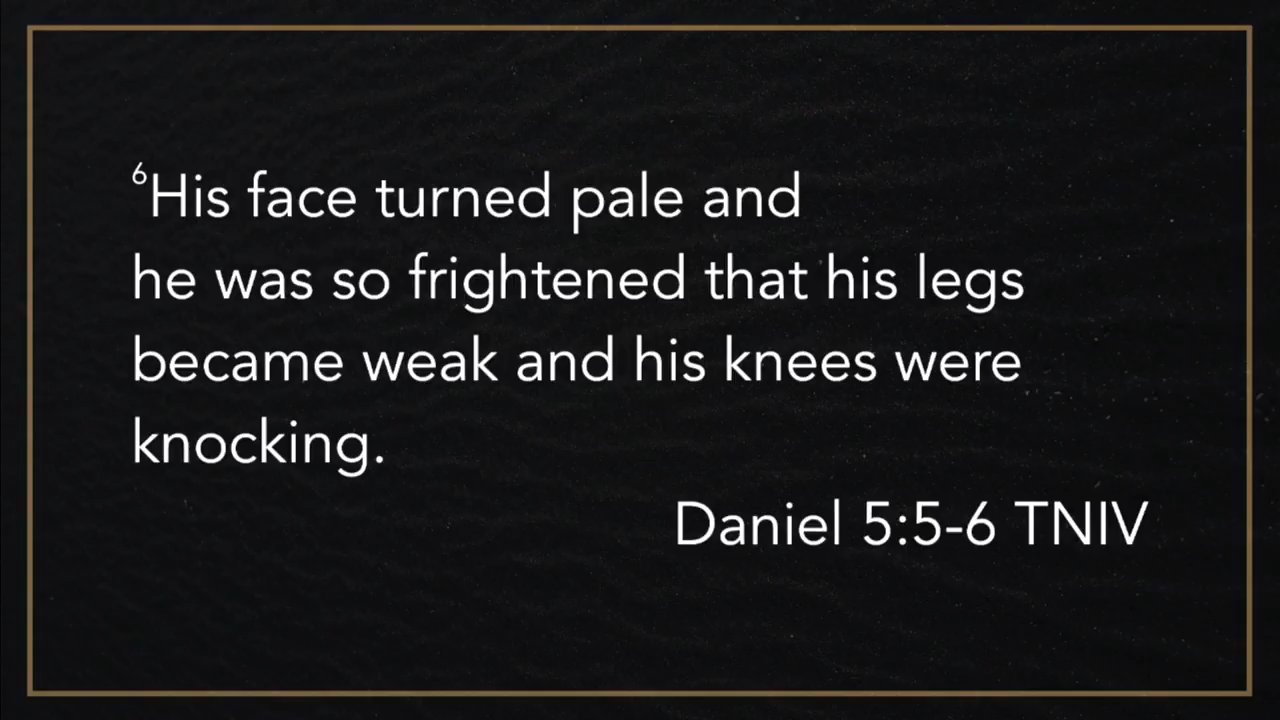 ⁶His face turned pale and
he was so frightened that his legs
became weak and his knees were
knocking.
Daniel 5:5-6 TNIV